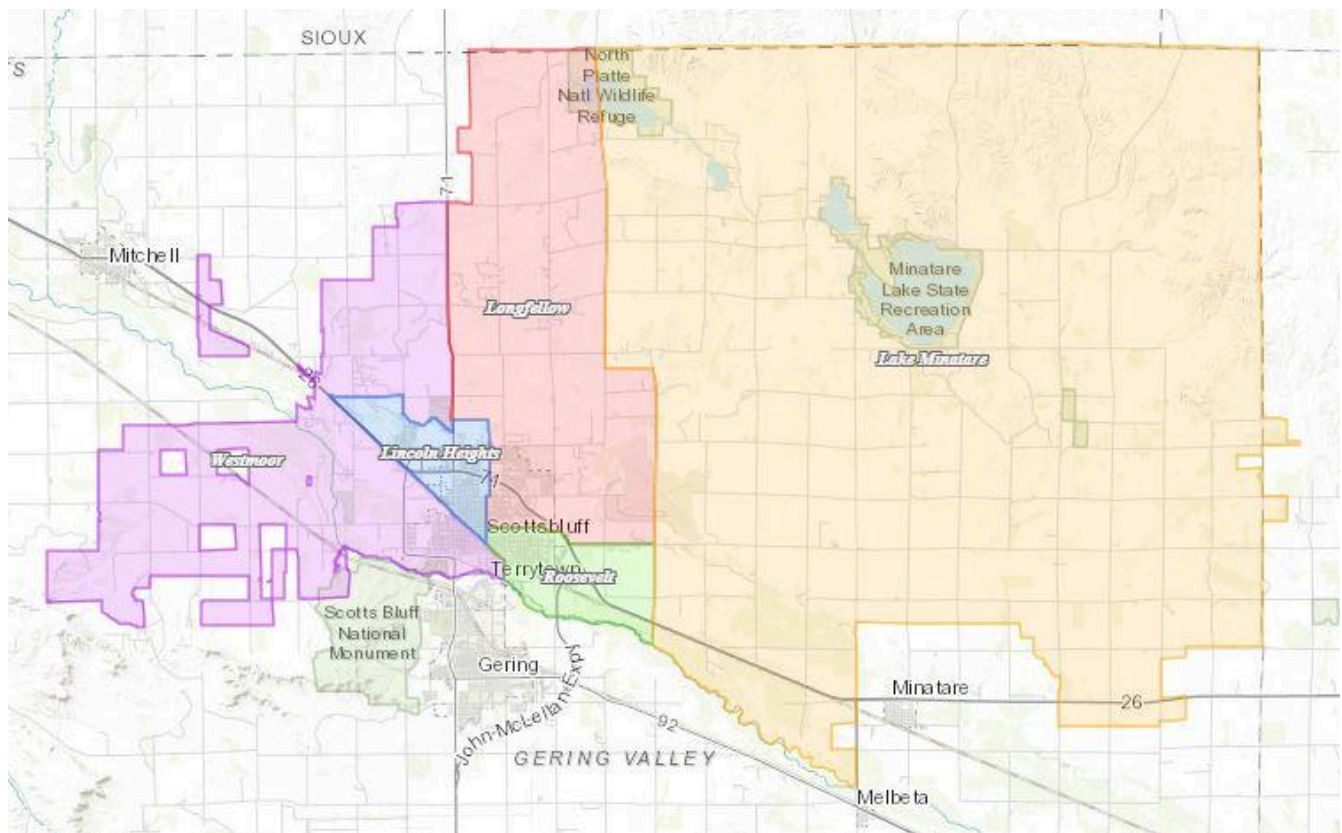 SIOUX
S
North
Platte
Natl Wildlife
Refuge
71
Mitchell
Minatare
Lake State
Recreation
Area
Longfellow
Lake Minatare
Lincoln Heights
Westmoor
71
Scottsbluff
Terrytown
Roosevelt
Scotts Bluff
National
Monument
Gering
Minatare
26
John-McLellan-Expy
92
GERING VALLEY
Melbeta